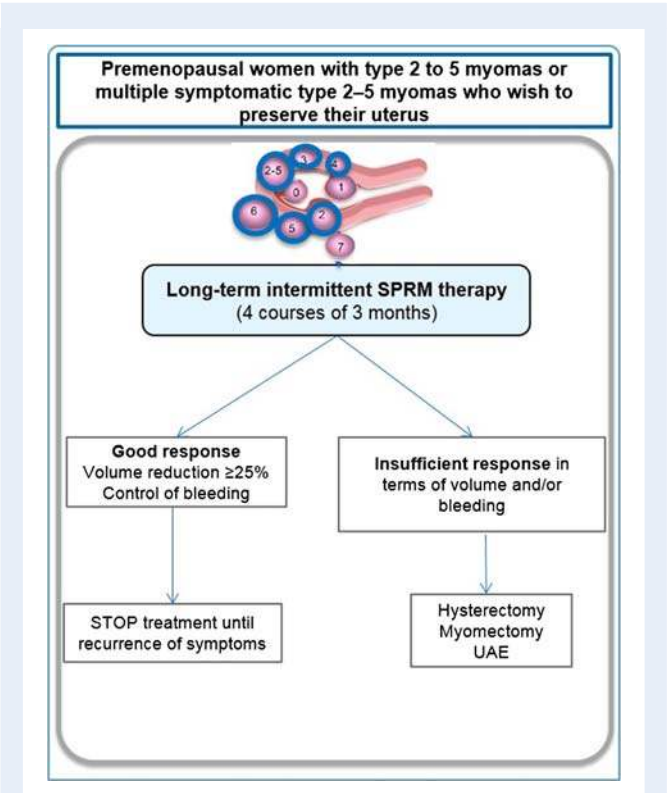 Premenopausal women with type 2 to 5 myomas or
multiple symptomatic type 2–5 myomas who wish to
preserve their uterus
3
4
2-5
0
1
6
2
5
7
Long-term intermittent SPRM therapy
(4 courses of 3 months)
Good response
Volume reduction ≥25%
Control of bleeding
Insufficient response in
terms of volume and/or
bleeding
STOP treatment until
recurrence of symptoms
Hysterectomy
Myomectomy
UAE